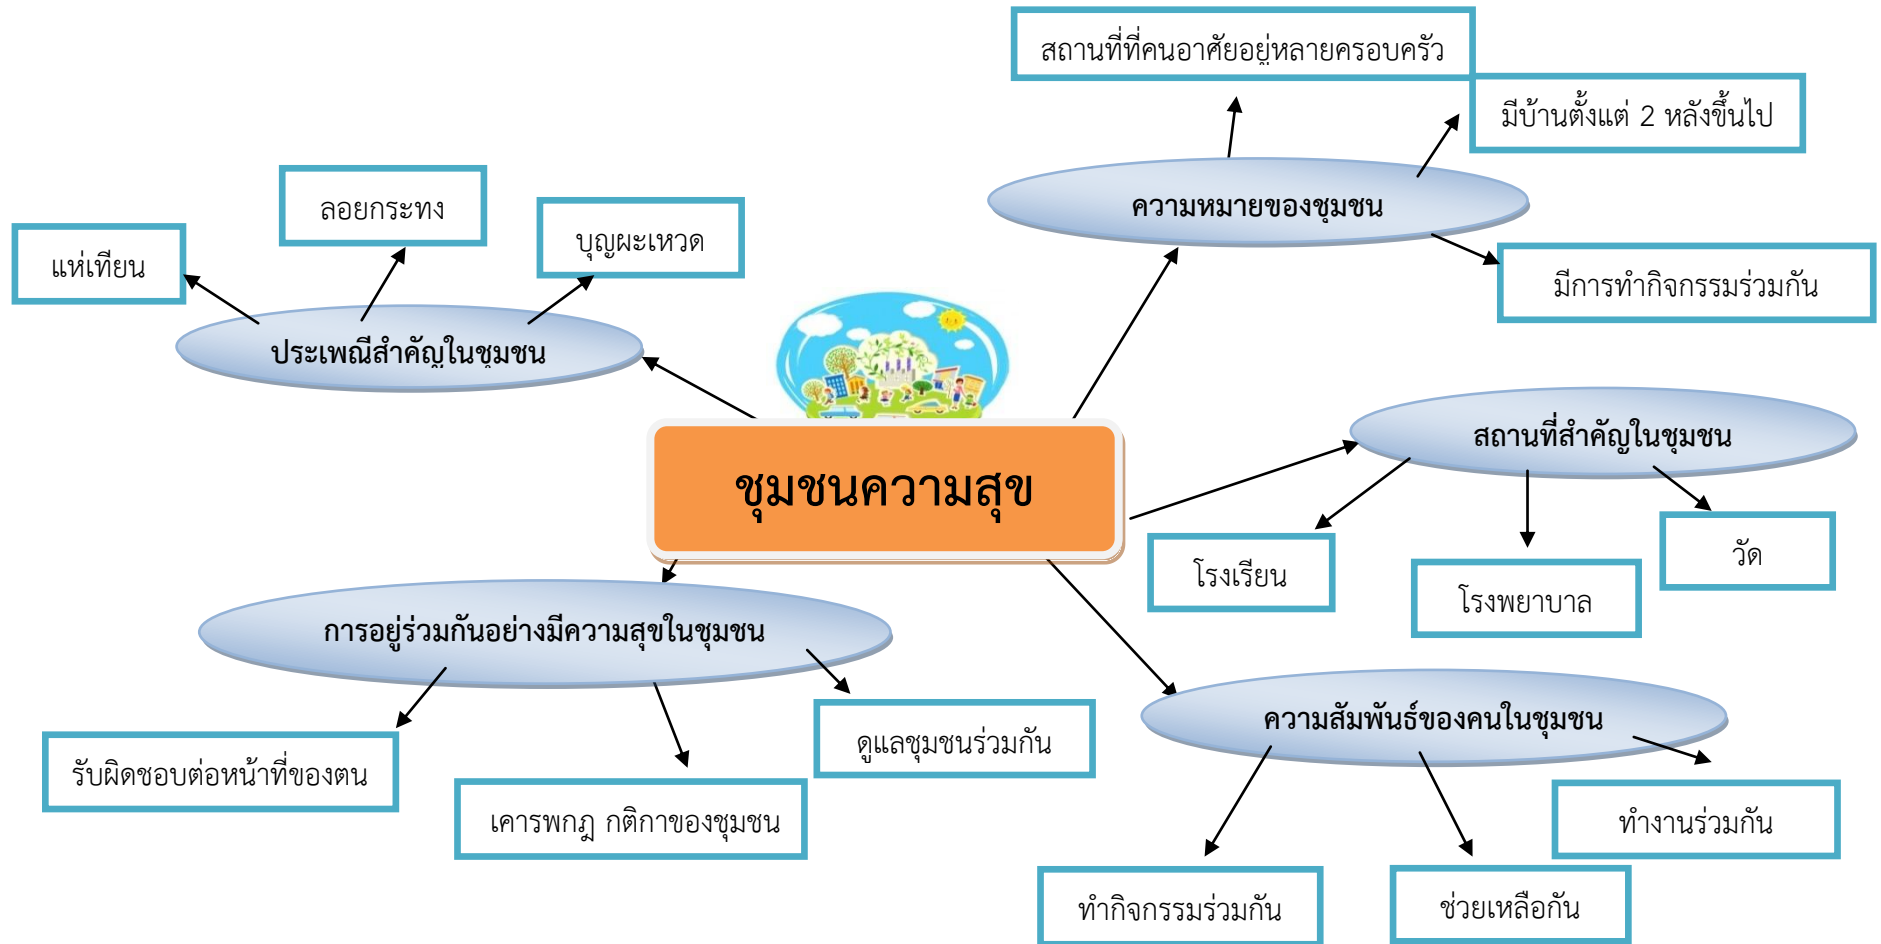 สถานที่ที่คนอาศัยอยู่หลายครอบครัว
มีบ้านตั้งแต่ 2 หลังขึ้นไป
ความหมายของชุมชน
มีการทำกิจกรรมร่วมกัน
ลอยกระทง
บุญผะเหวด
แห่เทียน
ประเพณีสำคัญในชุมชน
ชุมชนความสุข
สถานที่สำคัญในชุมชน
โรงเรียน
โรงพยาบาล
วัด
การอยู่ร่วมกันอย่างมีความสุขในชุมชน
รับผิดชอบต่อหน้าที่ของตน
เคารพกฎ กติกาของชุมชน
ดูแลชุมชนร่วมกัน
ความสัมพันธ์ของคนในชุมชน
ทำกิจกรรมร่วมกัน
ช่วยเหลือกัน
ทำงานร่วมกัน